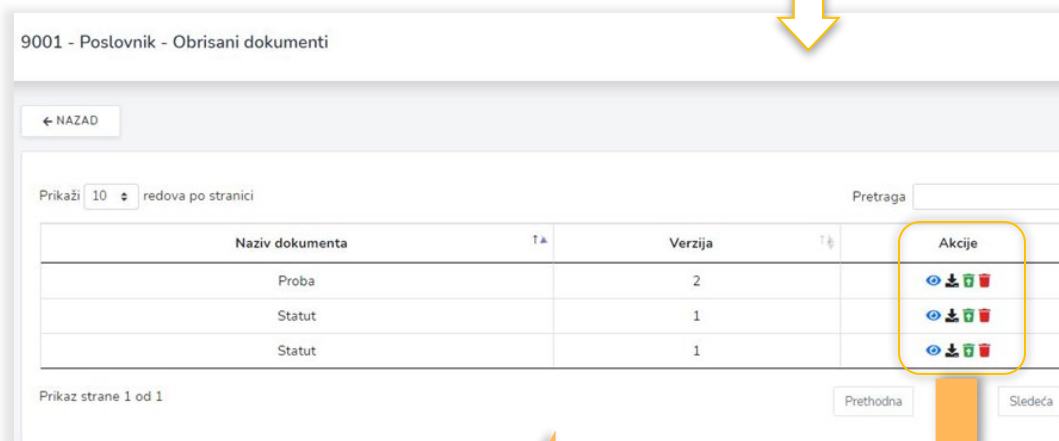 9001 - Poslovnik - Obrisani dokumenti
← NAZAD
Prikaži 10 redova po stranici Pretraga
Naziv dokumenta Verzija Akcije
Proba 2
Statut 1
Statut 1
Prikaz strane 1 od 1 Prethodna Sledeća